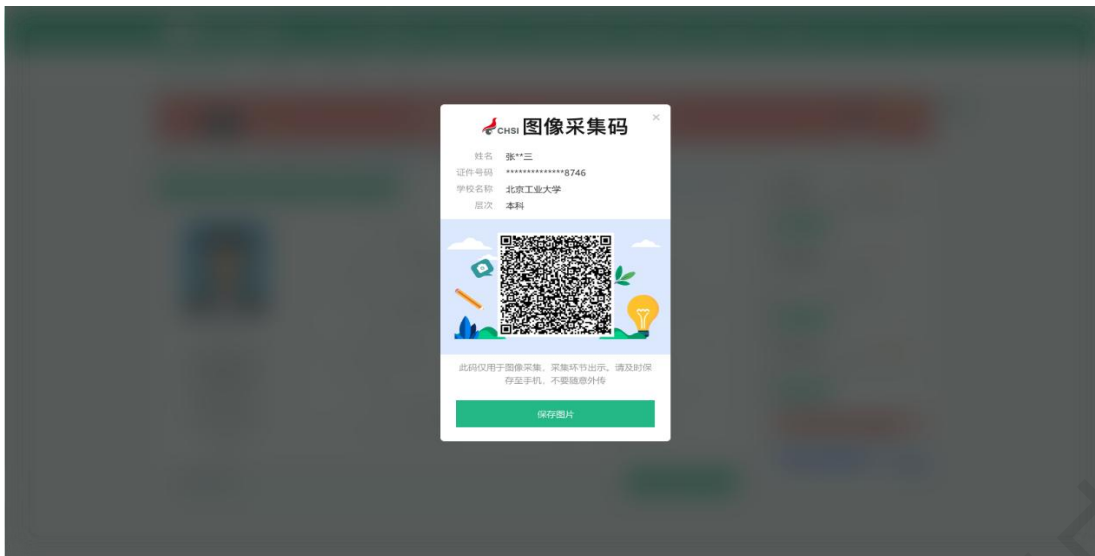 CHSI 图像采集码
×
姓名 张**三
证件号码 **************8746
学校名称 北京工业大学
层次 本科
此码仅用于图像采集，采集环节出示。请及时保
存至手机，不要随意外传
保存图片